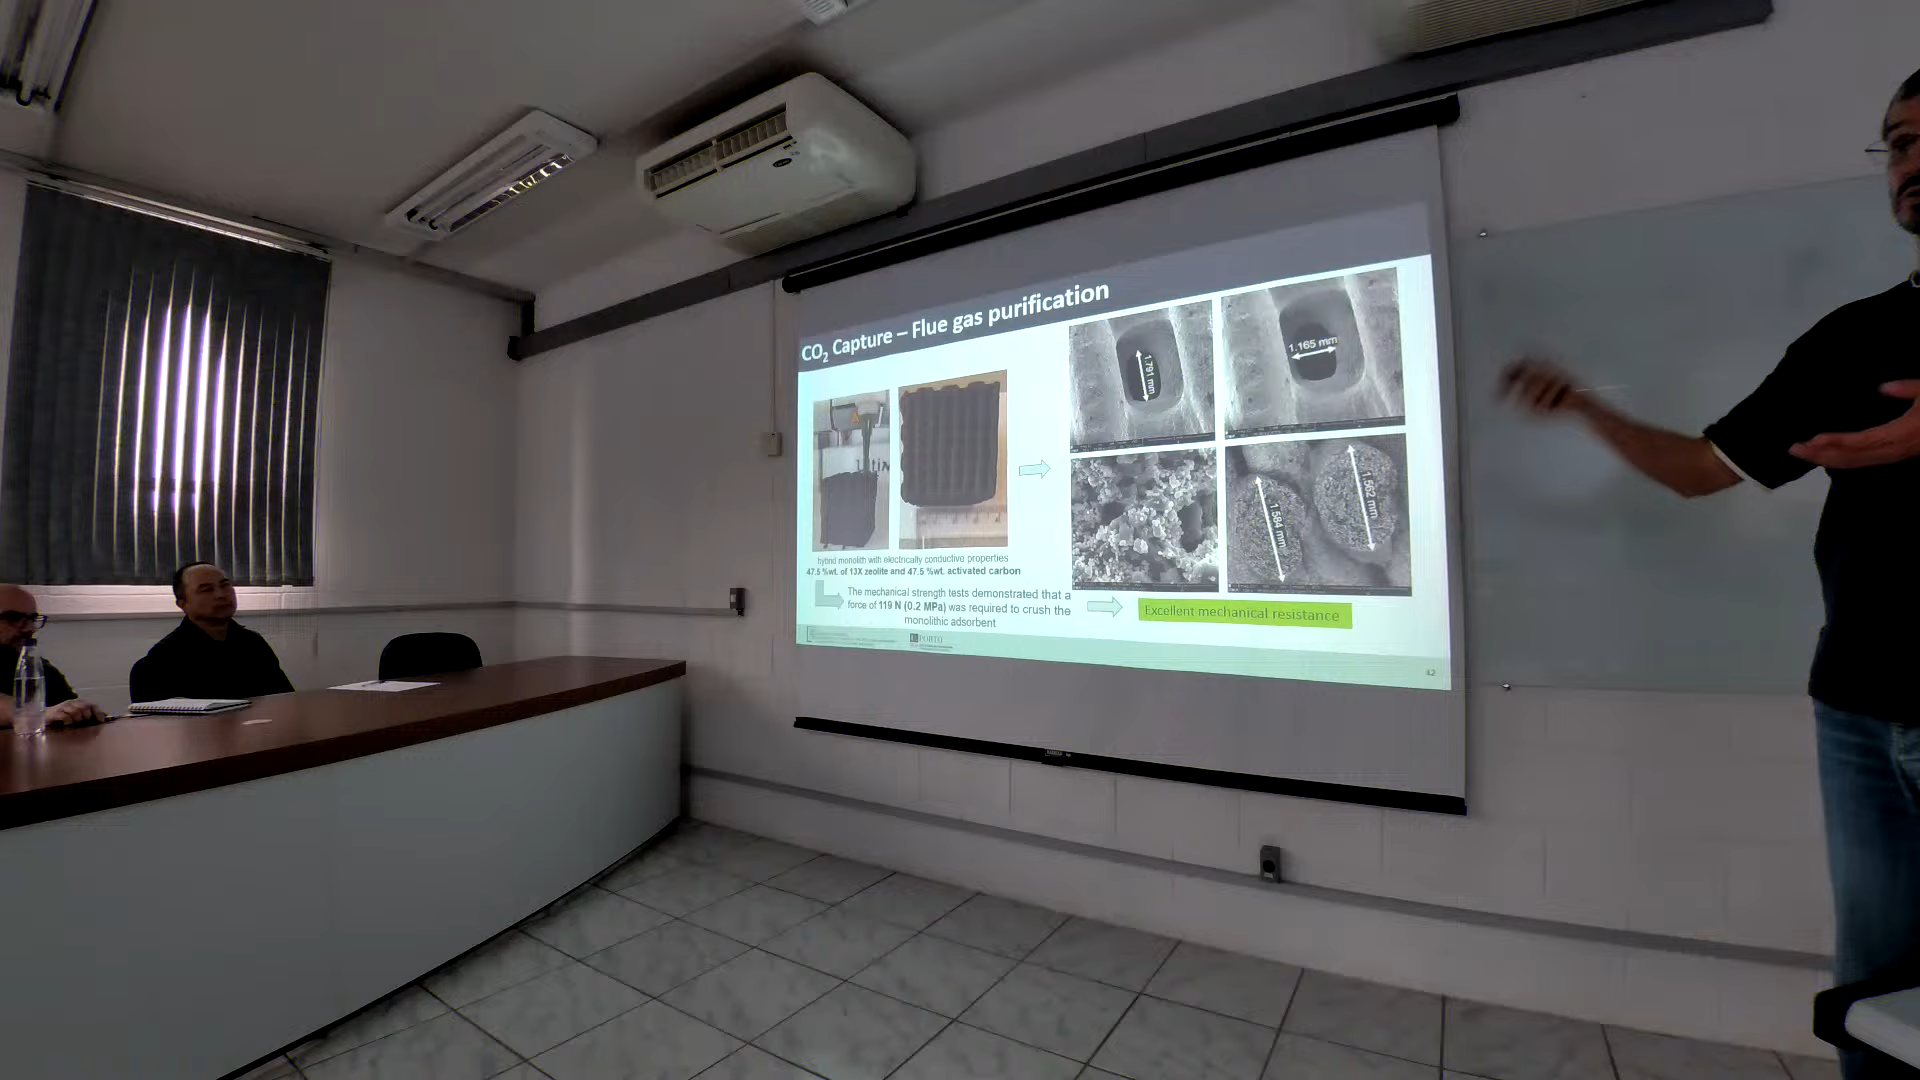 CO2 Capture – Flue gas purification
1.791 mm
1.165 mm
1.584 mm
1.562 mm
hybrid monolith with electrically conductive properties
47.5 %wt. of 13X zeolite and 47.5 %wt. activated carbon
The mechanical strength tests demonstrated that a
force of 119 N (0.2 MPa) was required to crush the
monolithic adsorbent
Excellent mechanical resistance
PORTO
42